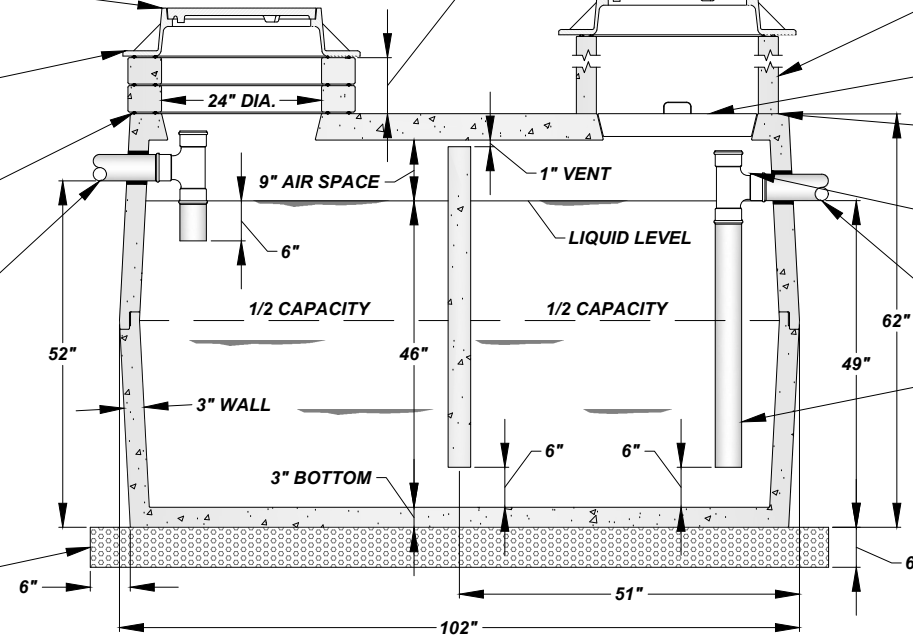 24" DIA.
9" AIR SPACE
1" VENT
6"
LIQUID LEVEL
1/2 CAPACITY
1/2 CAPACITY
62"
52"
46"
49"
3" WALL
6"
6"
3" BOTTOM
6"
6
51"
102"